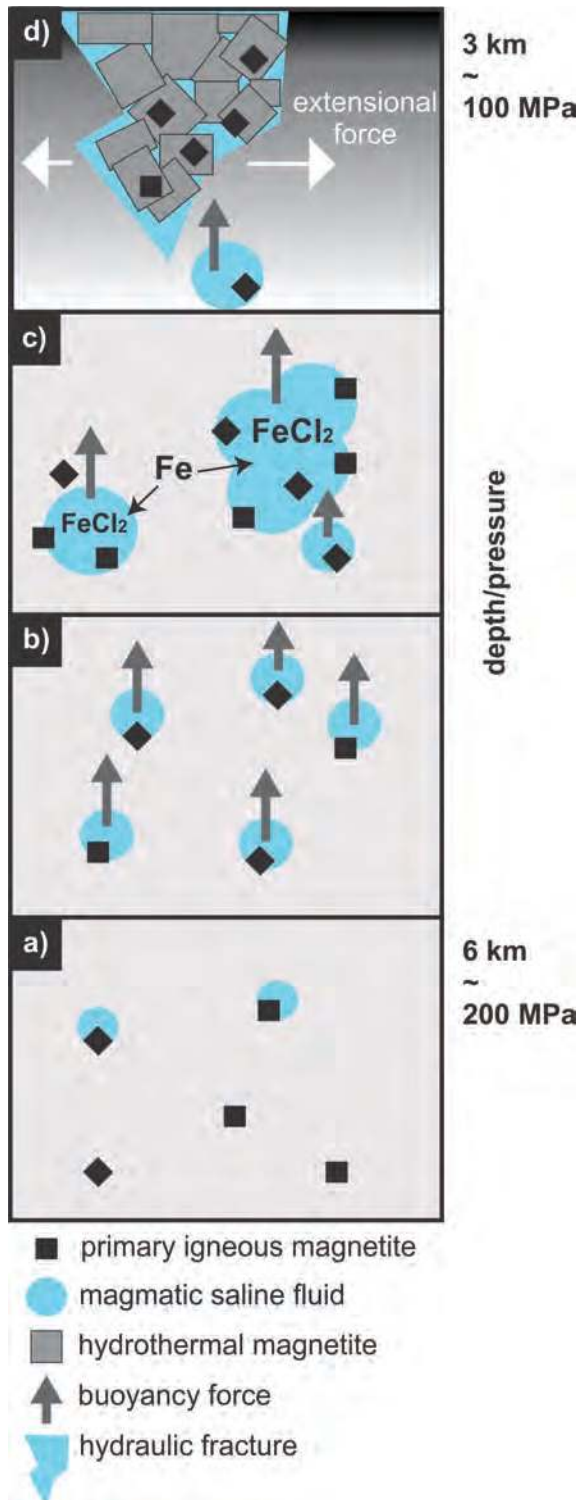 d)
3 km
~
100 MPa
extensional
force
c)
FeCl₂
Fe
FeCl₂
depth/pressure
b)
a)
6 km
~
200 MPa
primary igneous magnetite
magmatic saline fluid
hydrothermal magnetite
buoyancy force
hydraulic fracture